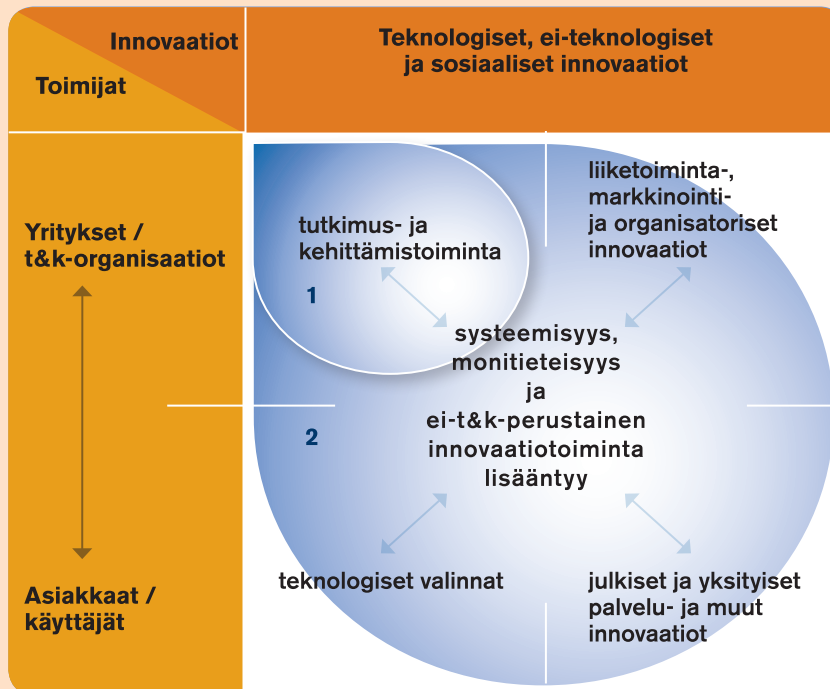 Innovaatiot
Toimijat
Teknologiset, ei-teknologiset
ja sosiaaliset innovaatiot
Yritykset /
t&k-organisaatiot
tutkimus- ja
kehittämistoiminta
liiketoiminta-,
markkinointi-
ja organisatoriset
innovaatiot
1
systeemisyys,
monitieteisyys
ja
ei-t&k-perustainen
innovaatiotoiminta
lisääntyy
2
Asiakkaat /
käyttäjät
teknologiset valinnat
julkiset ja yksityiset
palvelu- ja muut
innovaatiot